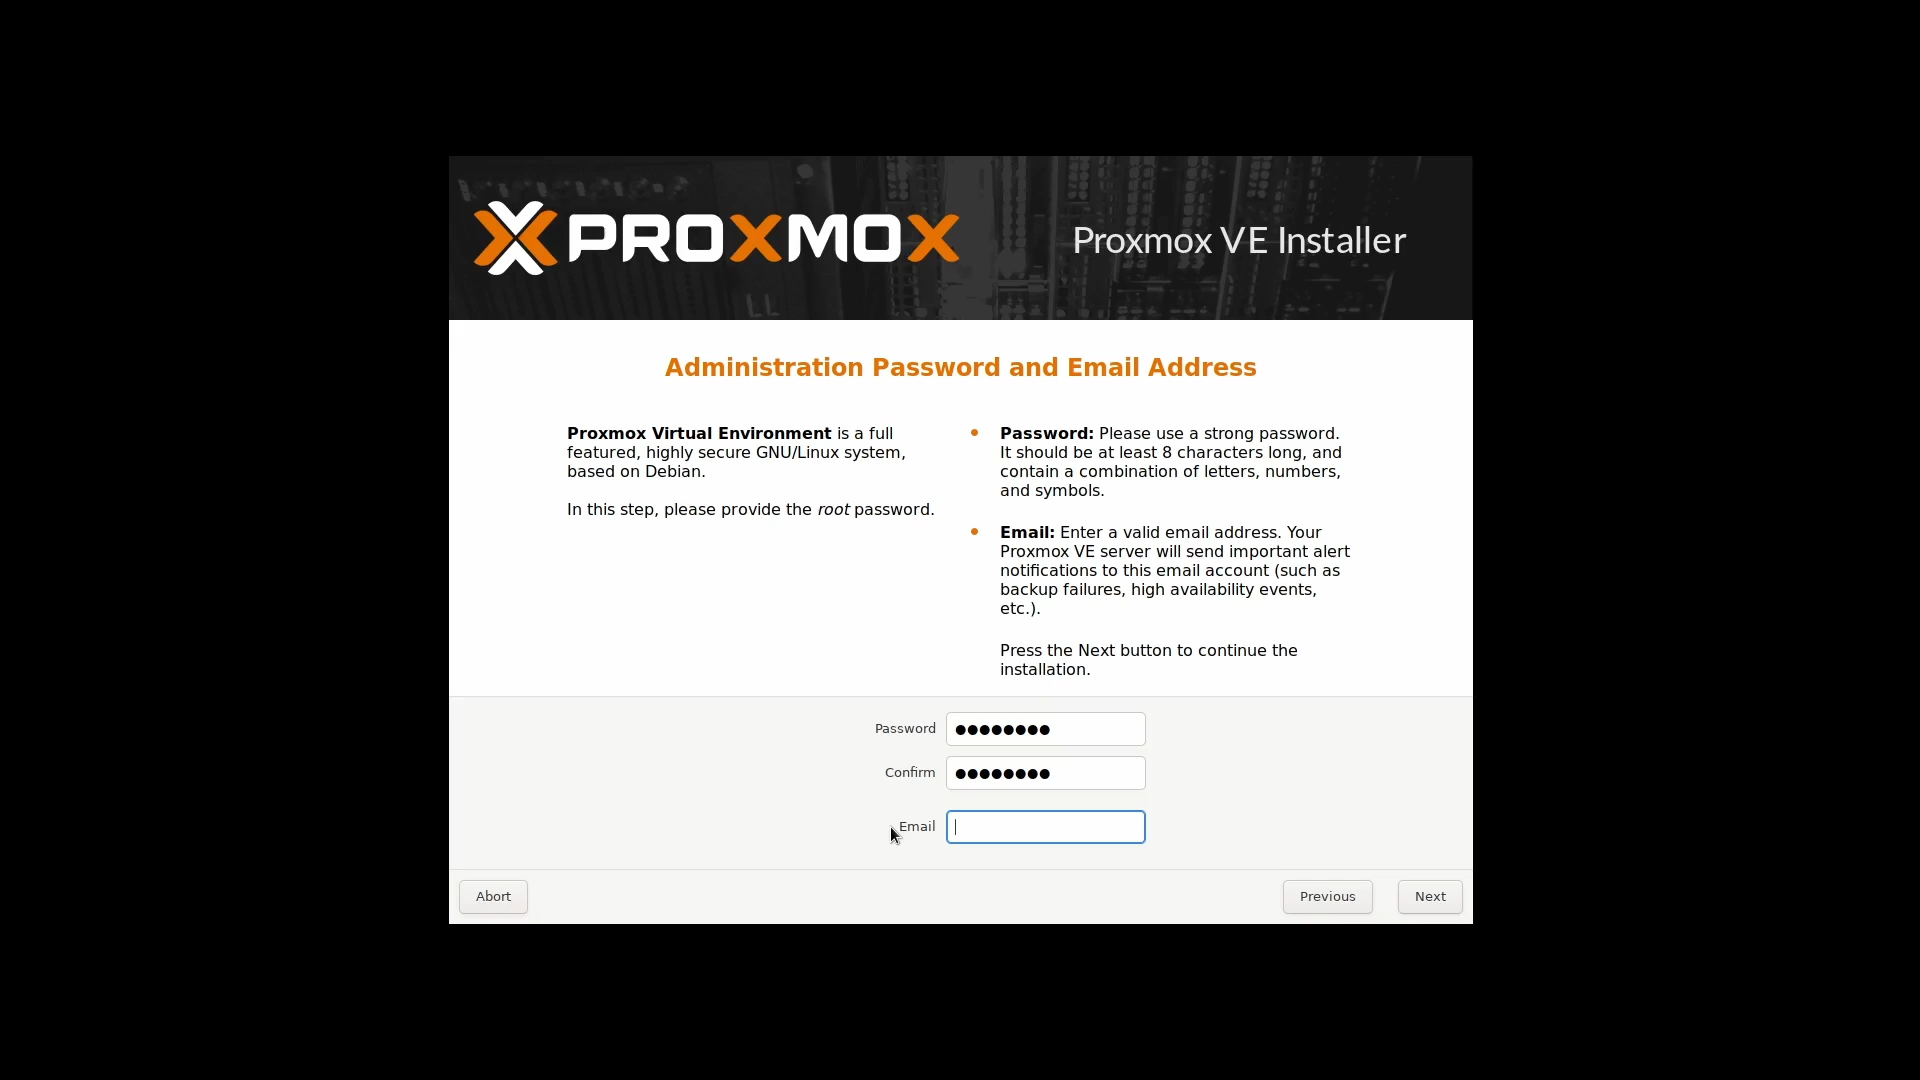 PROXMOX
Proxmox VE Installer
Administration Password and Email Address
Proxmox Virtual Environment is a full
featured, highly secure GNU/Linux system,
based on Debian.
In this step, please provide the root password.
Password: Please use a strong password.
It should be at least 8 characters long, and
contain a combination of letters, numbers,
and symbols.
Email: Enter a valid email address. Your
Proxmox VE server will send important alert
notifications to this email account (such as
backup failures, high availability events,
etc.).
Press the Next button to continue the
installation.
Password ●●●●●●●●
Confirm ●●●●●●●●
Email
Abort
Previous
Next